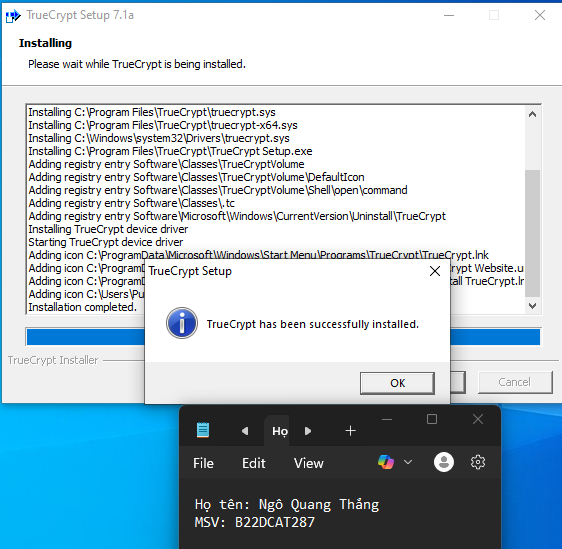 TrueCrypt Setup 7.1a
Installing
Please wait while TrueCrypt is being installed.
Installing C:\Program Files\TrueCrypt\truecrypt.sys
Installing C:\Program Files\TrueCrypt\truecrypt-x64.sys
Installing C:\Windows\system32\Drivers\truecrypt.sys
Installing C:\Program Files\TrueCrypt\TrueCrypt Setup.exe
Adding registry entry Software\Classes\TrueCryptVolume
Adding registry entry Software\Classes\TrueCryptVolume\DefaultIcon
Adding registry entry Software\Classes\TrueCryptVolume\Shell\open\command
Adding registry entry Software\Classes\.tc
Adding registry entry Software\Microsoft\Windows\CurrentVersion\Uninstall\TrueCrypt
Installing TrueCrypt device driver
Starting TrueCrypt device driver
Adding icon C:\ProgramData\Microsoft\Windows\Start Menu\Programs\TrueCrypt\TrueCrypt.lnk
Adding icon C:\Pro crypt Website.u
Adding icon C:\Pro tall TrueCrypt.lr
Adding icon C:\Users\Pu
Installation completed.
TrueCrypt Setup
TrueCrypt has been successfully installed.
OK
TrueCrypt Installer
Cancel
Họ
File Edit View
Họ tên: Ngô Quang Thắng
MSV: B22DCAT287